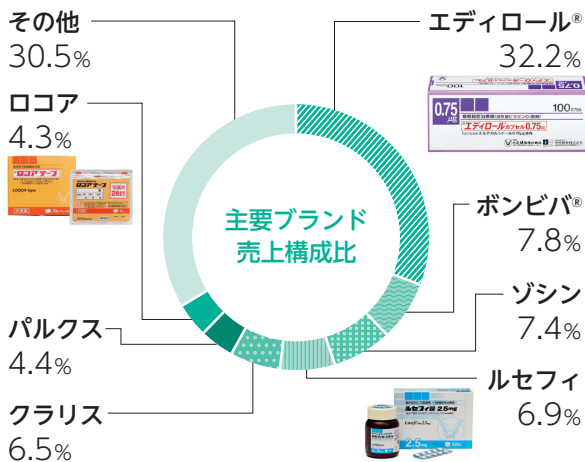 その他
30.5%
ロコア
4.3%
ロコアテープ
エディロール®
32.2%
0.75
µg
100カプセル
エディロールカプセル0.75
主要ブランド
売上構成比
ボンビバ®
7.8%
ゾシン
7.4%
ルセフィ
6.9%
ルセフィ錠 2.5mg
2.5mg
パルクス
4.4%
クラリス
6.5%